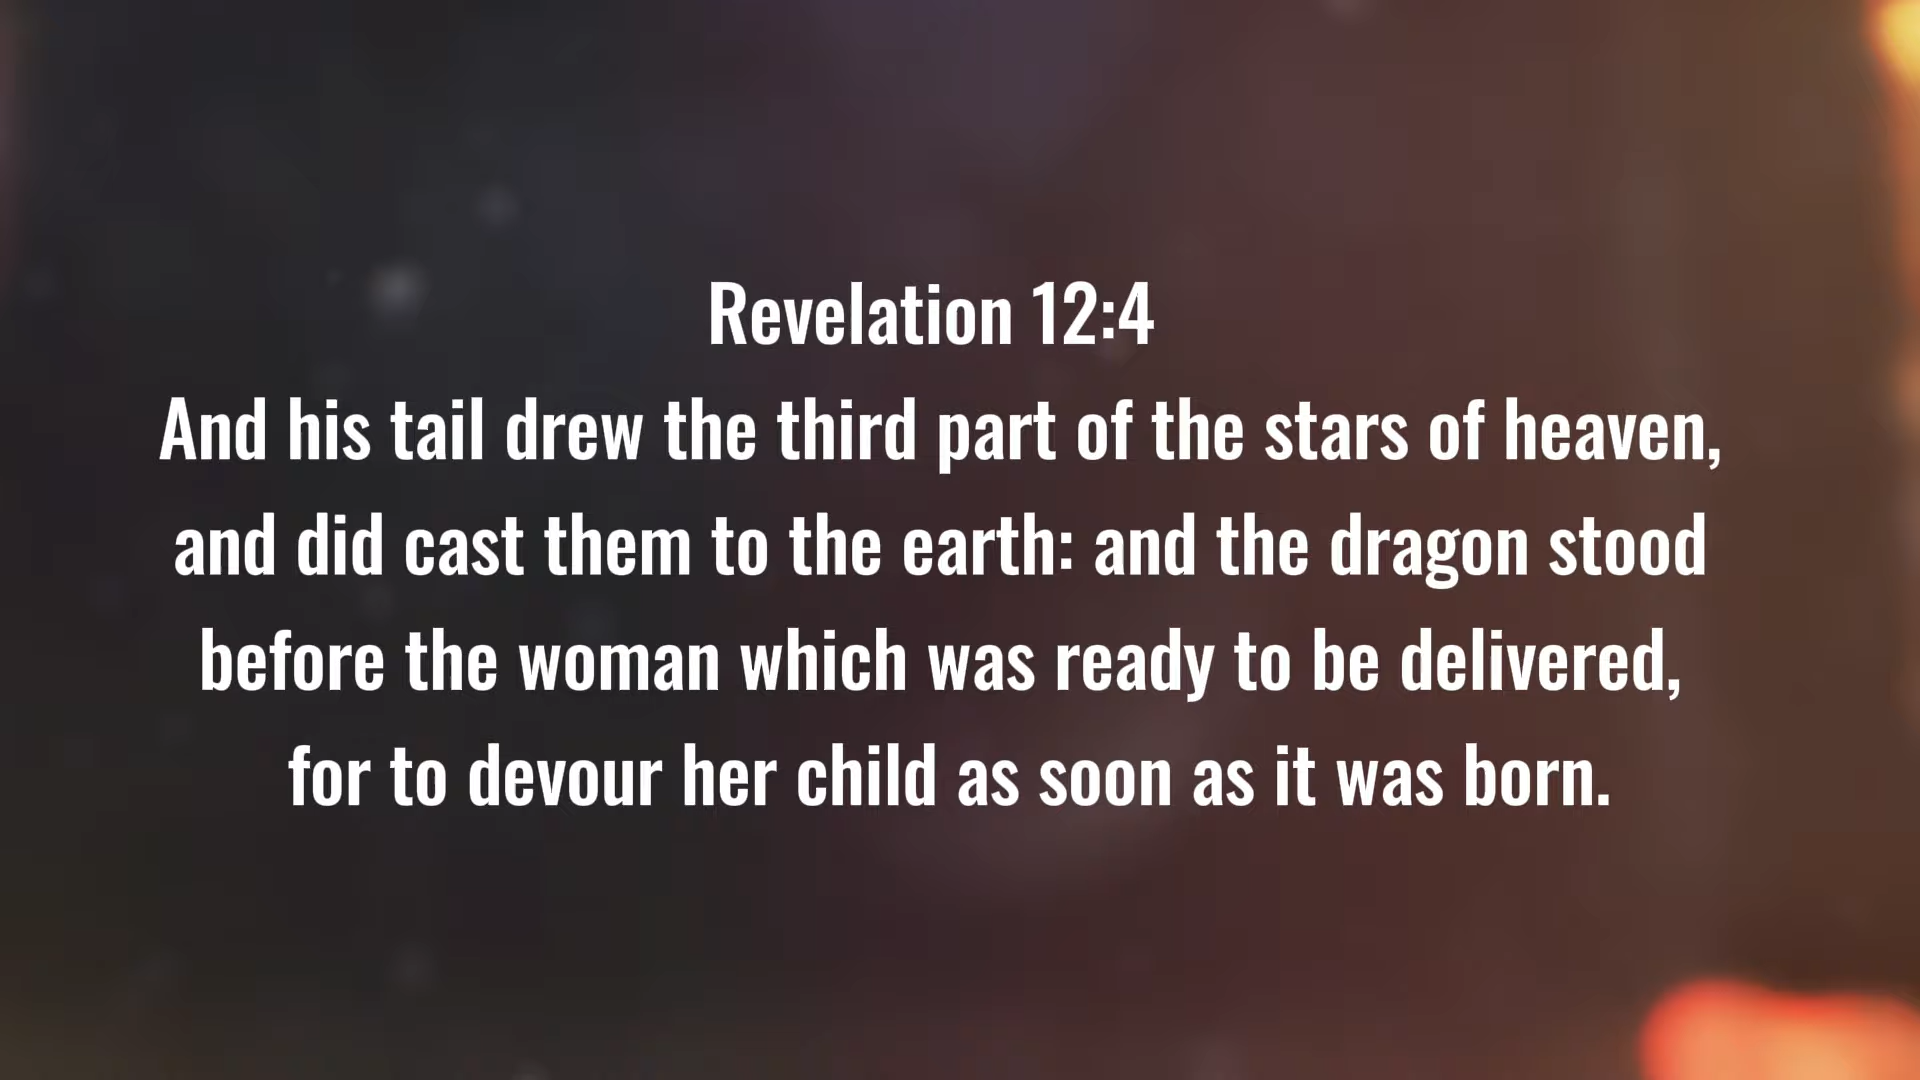 Revelation 12:4
And his tail drew the third part of the stars of heaven,
and did cast them to the earth: and the dragon stood
before the woman which was ready to be delivered,
for to devour her child as soon as it was born.